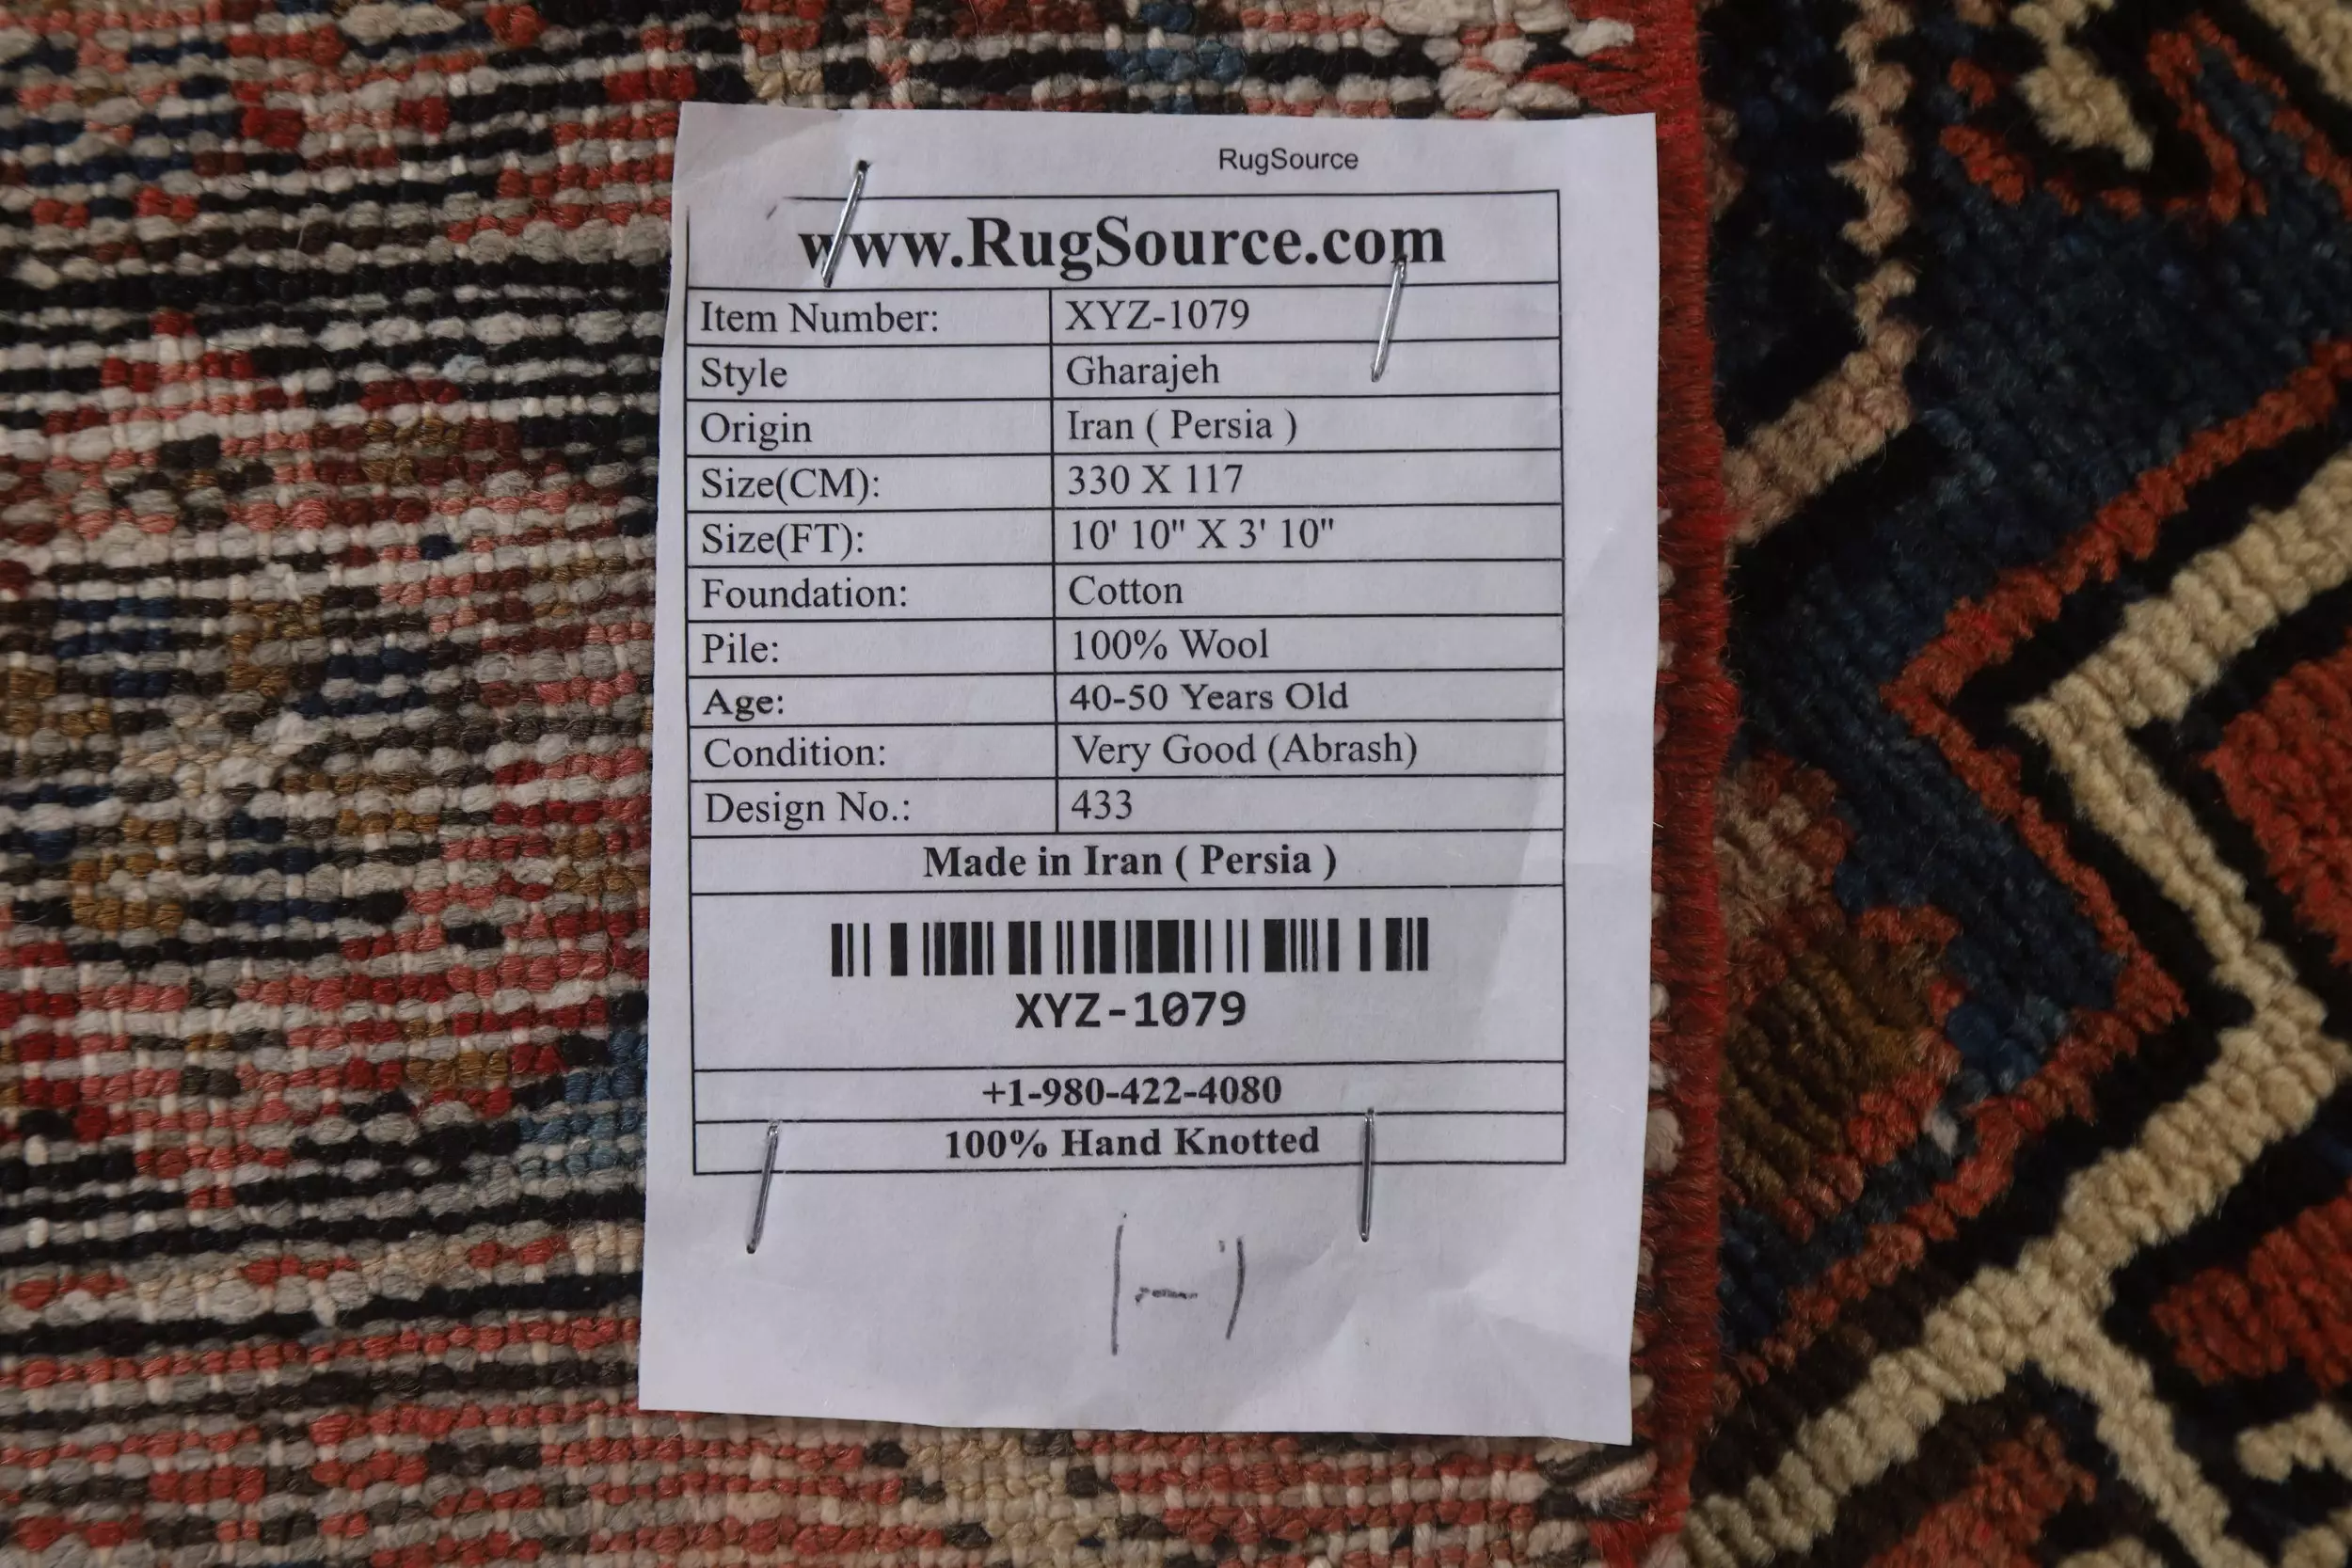 RugSource
www.RugSource.com
Item Number: XYZ-1079
Style Gharajeh
Origin Iran ( Persia )
Size(CM): 330 X 117
Size(FT): 10' 10" X 3' 10"
Foundation: Cotton
Pile: 100% Wool
Age: 40-50 Years Old
Condition: Very Good (Abrash)
Design No.: 433
Made in Iran ( Persia )
XYZ-1079
+1-980-422-4080
100% Hand Knotted